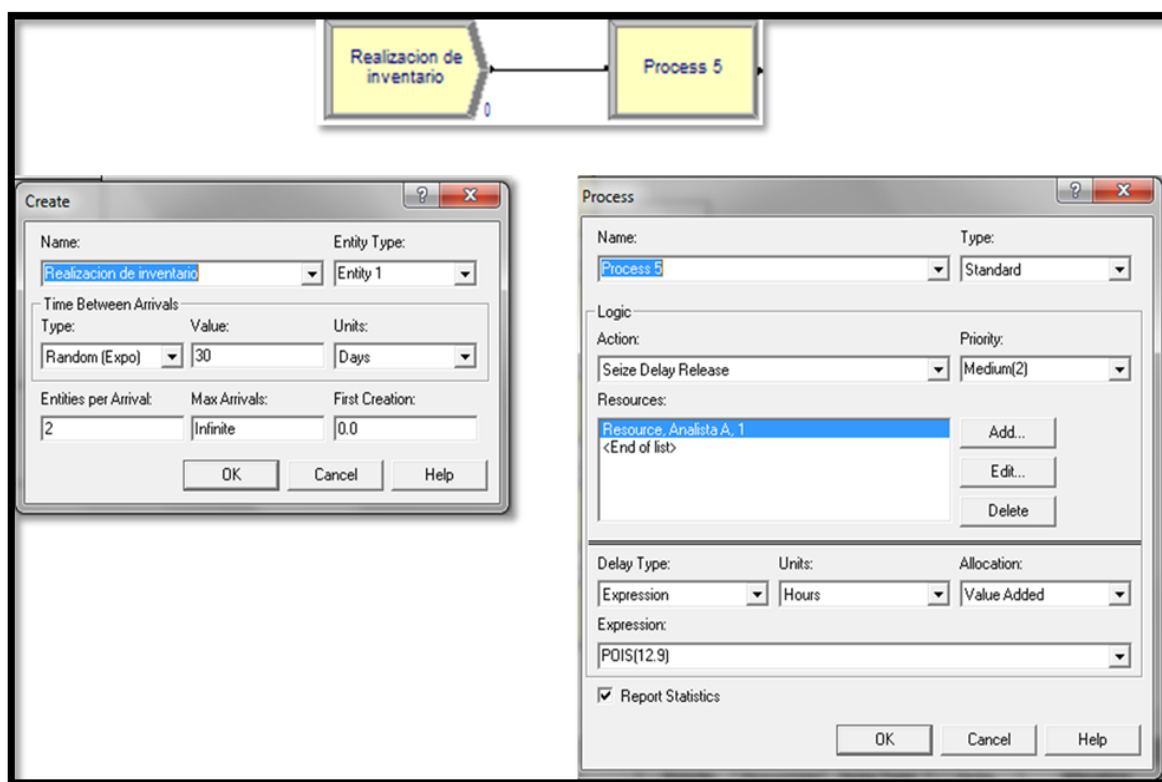 Realizacion de
inventario
0
Process 5
Create
?
X
Name:
Entity Type:
Realizacion de inventario
Entity 1
Time Between Arrivals
Type:
Value:
Units:
Random (Expo)
30
Days
Entities per Arrival:
Max Arrivals:
First Creation:
2
Infinite
0.0
OK
Cancel
Help
Process
?
X
Name:
Type:
Process 5
Standard
Logic
Action:
Priority:
Seize Delay Release
Medium(2)
Resources:
Resource, Analista A, 1
<End of list>
Add...
Edit...
Delete
Delay Type:
Units:
Allocation:
Expression
Hours
Value Added
Expression:
POIS(12.9)
Report Statistics
OK
Cancel
Help